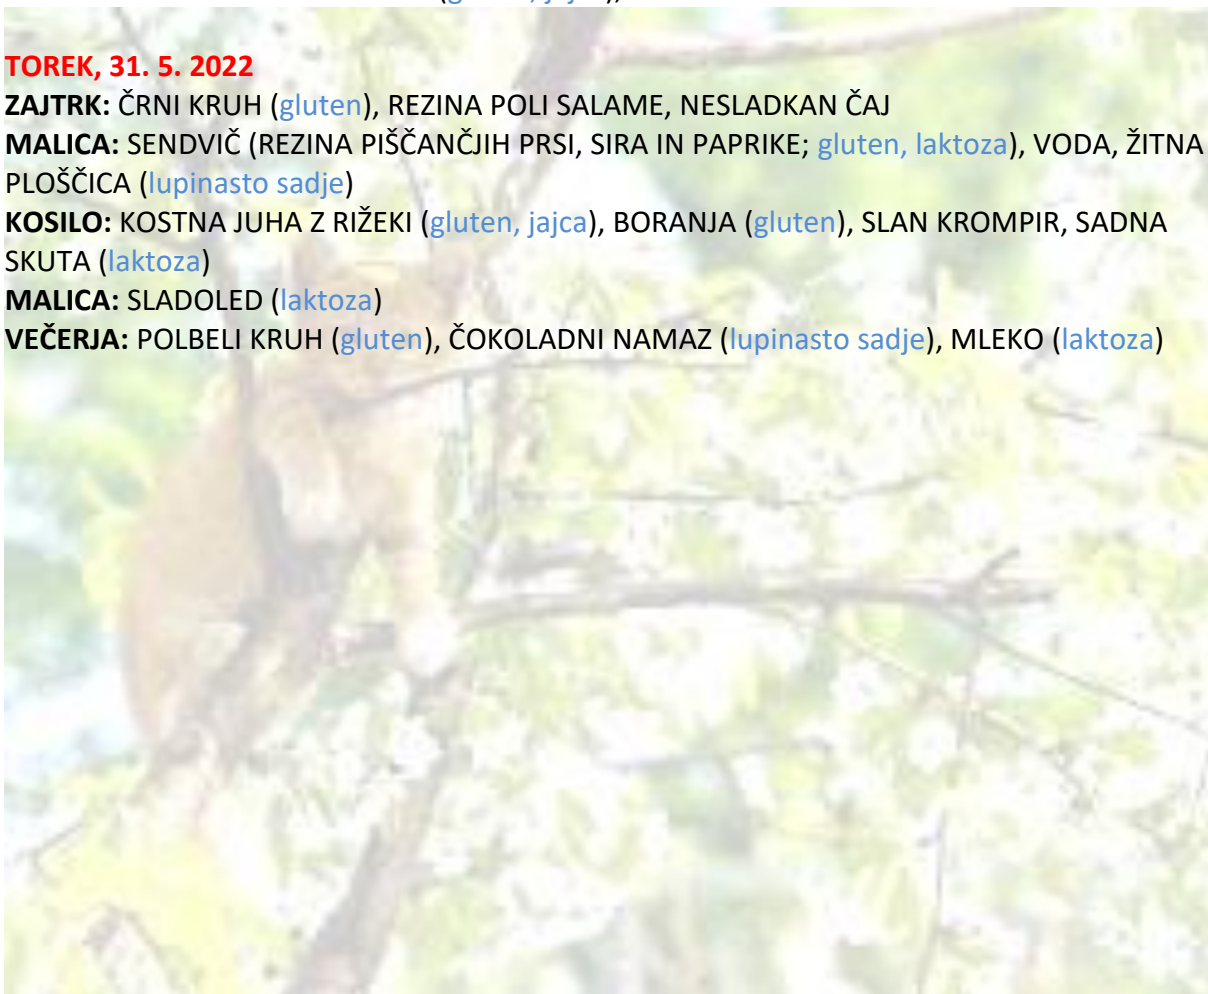 TOREK, 31. 5. 2022
ZAJTRK: ČRNI KRUH (gluten), REZINA POLI SALAME, NESLADKAN ČAJ
MALICA: SENDVIČ (REZINA PIŠČANČJIH PRSI, SIRA IN PAPRIKE; gluten, laktoza), VODA, ŽITNA
PLOŠČICA (lupinasto sadje)
KOSILO: KOSTNA JUHA Z RIŽEKI (gluten, jajca), BORANJA (gluten), SLAN KROMPIR, SADNA
SKUTA (laktoza)
MALICA: SLADOLED (laktoza)
VEČERJA: POLBELI KRUH (gluten), ČOKOLADNI NAMAZ (lupinasto sadje), MLEKO (laktoza)